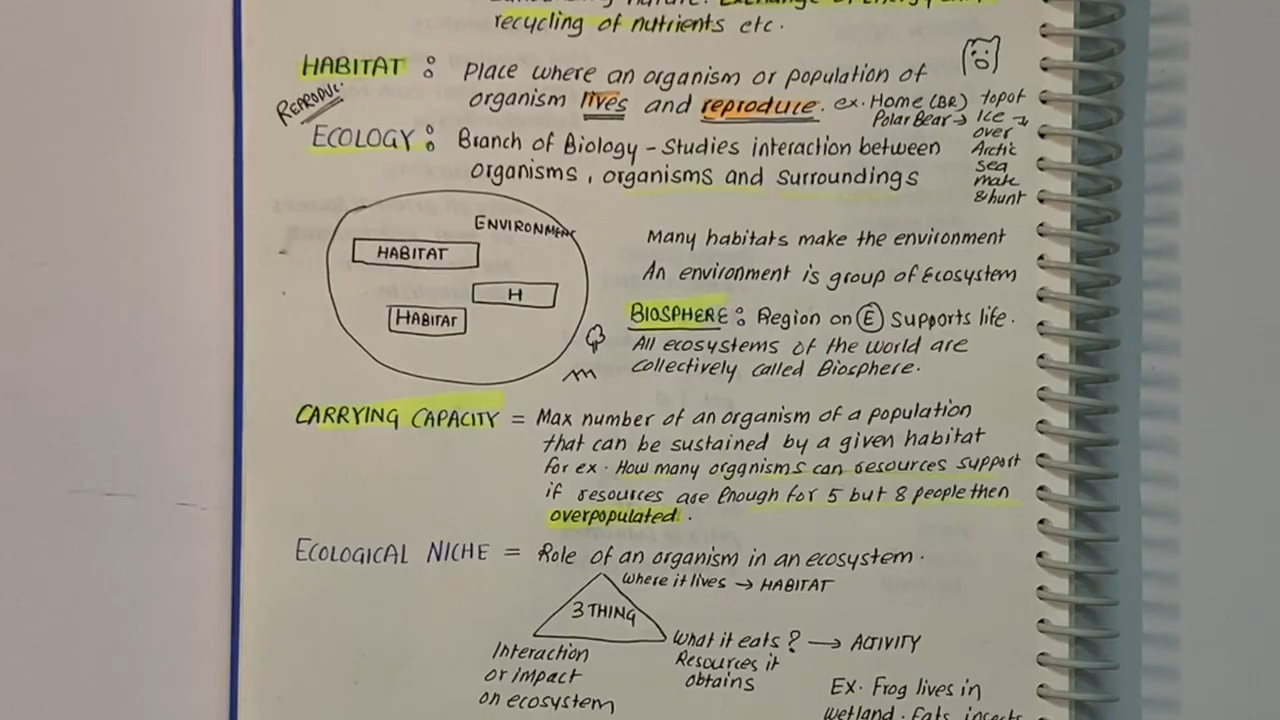 recycling of nutrients etc.
HABITAT : Place where an organism or population of
organism lives and reproduce. ex. Home (BR)
Polar Bear → topof
Ice →
over
Arctic
sea
mate
& hunt
REPRODUC.
ECOLOGY : Branch of Biology - Studies interaction between
organisms, organisms and surroundings
ENVIRONMENT
HABITAT
H
HABITAT
Many habitats make the environment
An environment is group of Ecosystem
BIOSPHERE : Region on (E) supports life.
All ecosystems of the world are
collectively called Biosphere.
CARRYING CAPACITY = Max number of an organism of a population
that can be sustained by a given habitat
for ex. How many orggnisms can resources support
if resources are Enough for 5 but 8 people then
overpopulated.
ECOLOGICAL NICHE = Role of an organism in an ecosystem.
Where it lives → HABITAT
3 THING
What it eats ? → ACTIVITY
Resources it
obtains
Interaction
or impact
on ecosystem
Ex. Frog lives in
wetland. Eats insects